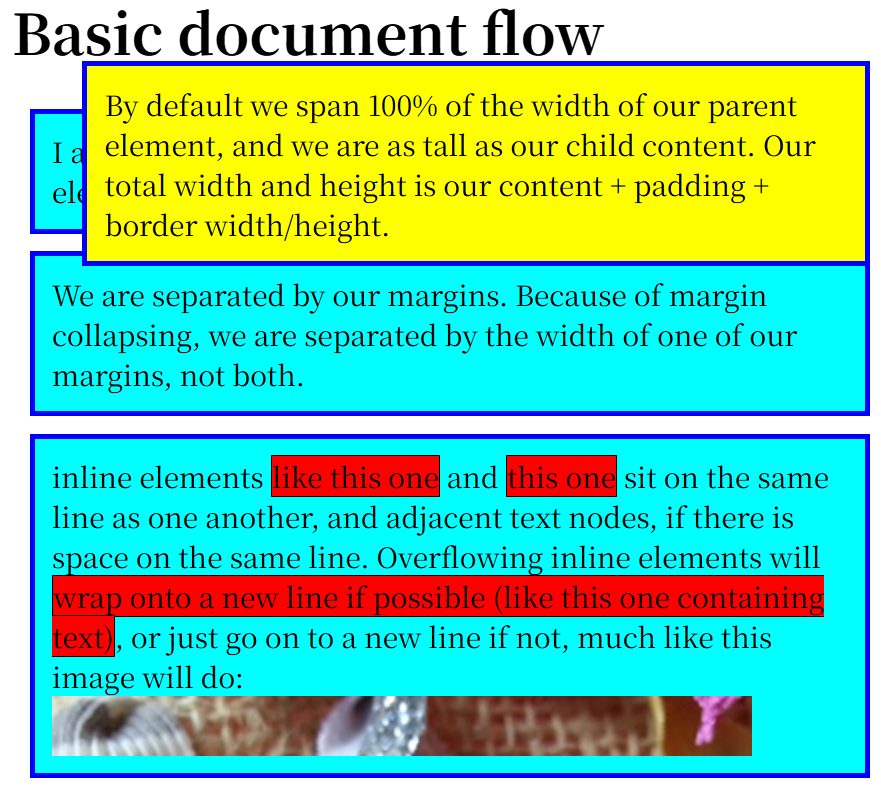 Basic document flow
By default we span 100% of the width of our parent
element, and we are as tall as our child content. Our
total width and height is our content + padding +
border width/height.
I a
ele
We are separated by our margins. Because of margin
collapsing, we are separated by the width of one of our
margins, not both.
inline elements like this one and this one sit on the same
line as one another, and adjacent text nodes, if there is
space on the same line. Overflowing inline elements will
wrap onto a new line if possible (like this one containing
text), or just go on to a new line if not, much like this
image will do: